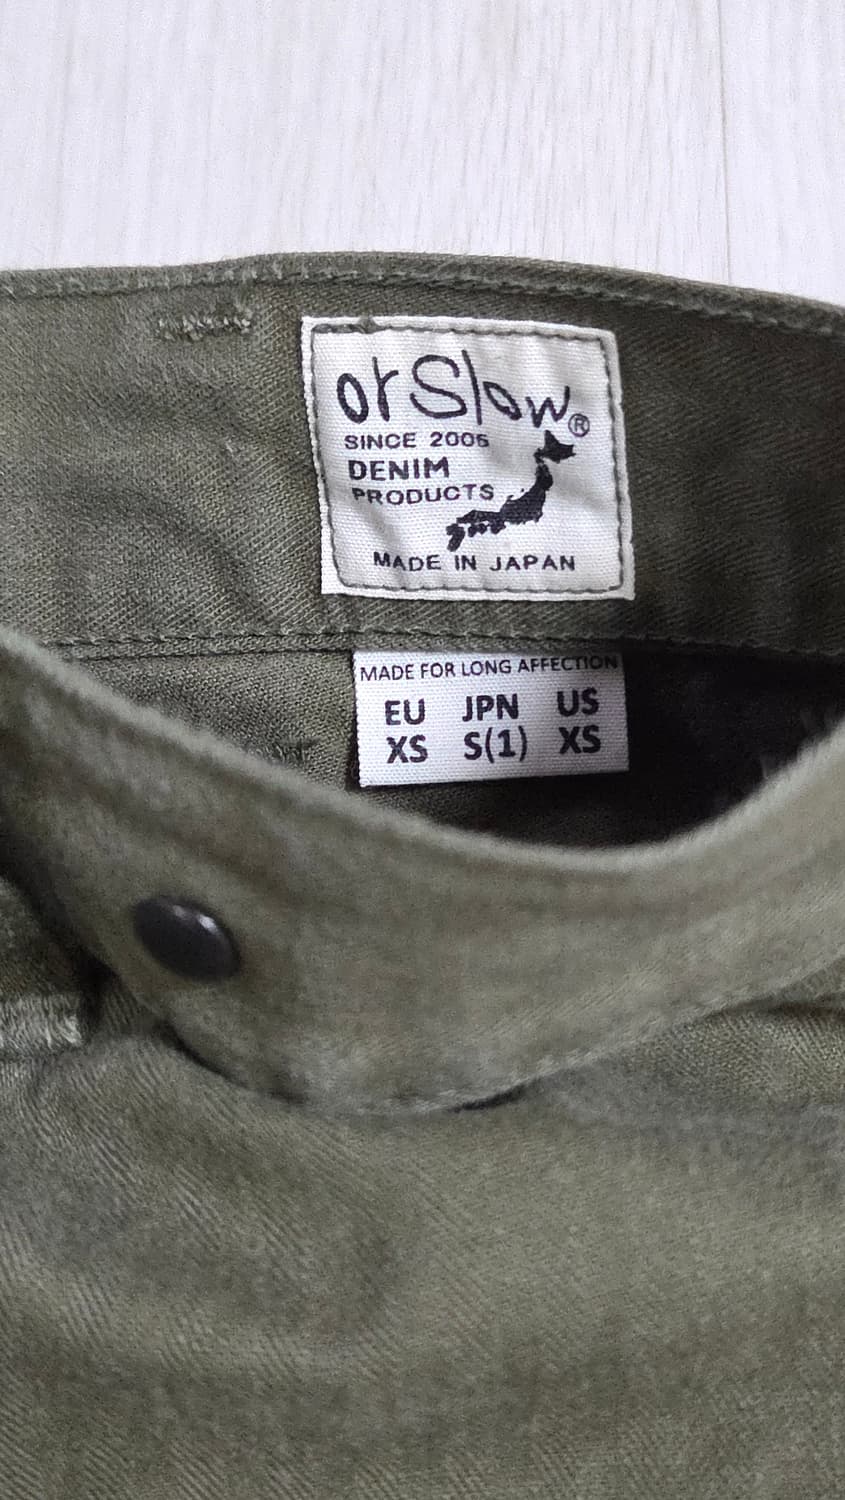 orSlow®
SINCE 2005
DENIM
PRODUCTS
MADE IN JAPAN
MADE FOR LONG AFFECTION
EU JPN US
XS S(1) XS